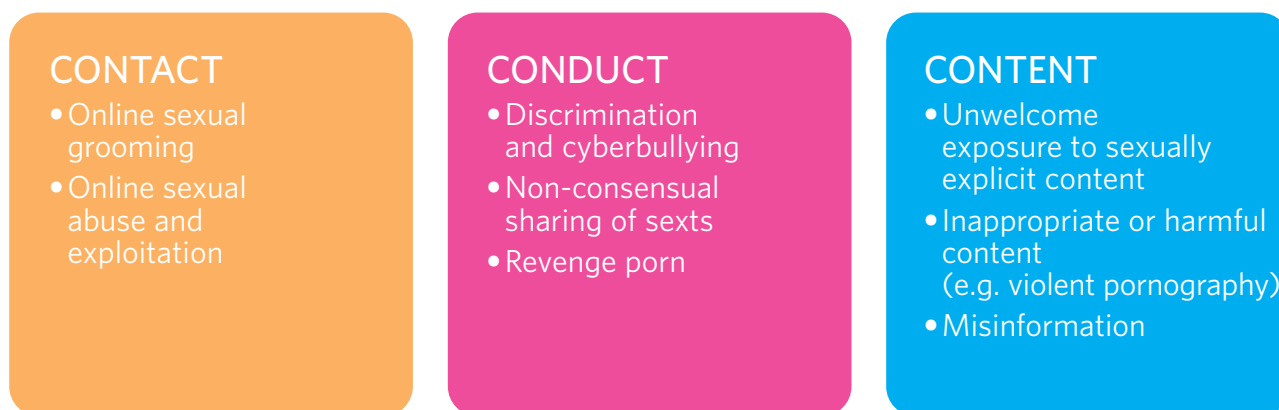 CONTACT
• Online sexual
grooming
• Online sexual
abuse and
exploitation
CONDUCT
• Discrimination
and cyberbullying
• Non-consensual
sharing of sexts
• Revenge porn
CONTENT
• Unwelcome
exposure to sexually
explicit content
• Inappropriate or harmful
content
(e.g. violent pornography)
• Misinformation